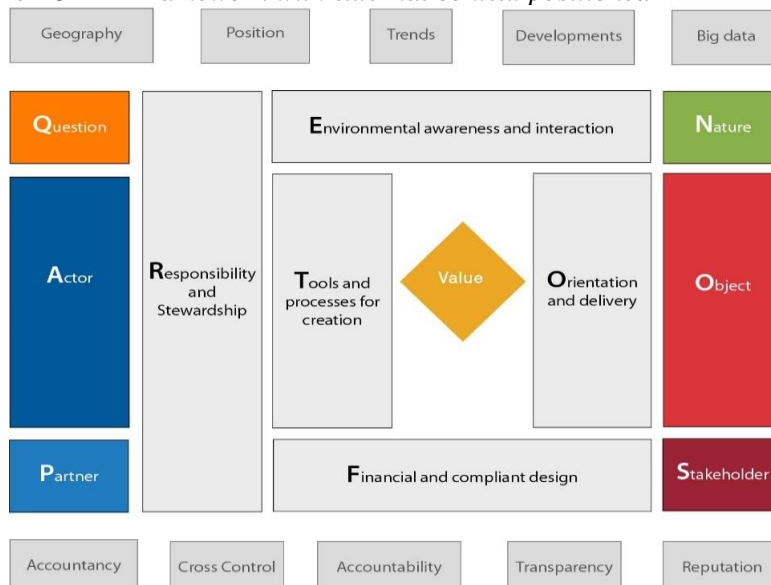 Geography
Position
Trends
Developments
Big data
Question
Environmental awareness and interaction
Nature
Actor
Responsibility
and
Stewardship
Tools and
processes for
creation
Value
Orientation
and delivery
Object
Partner
Financial and compliant design
Stakeholder
Accountancy
Cross Control
Accountability
Transparency
Reputation